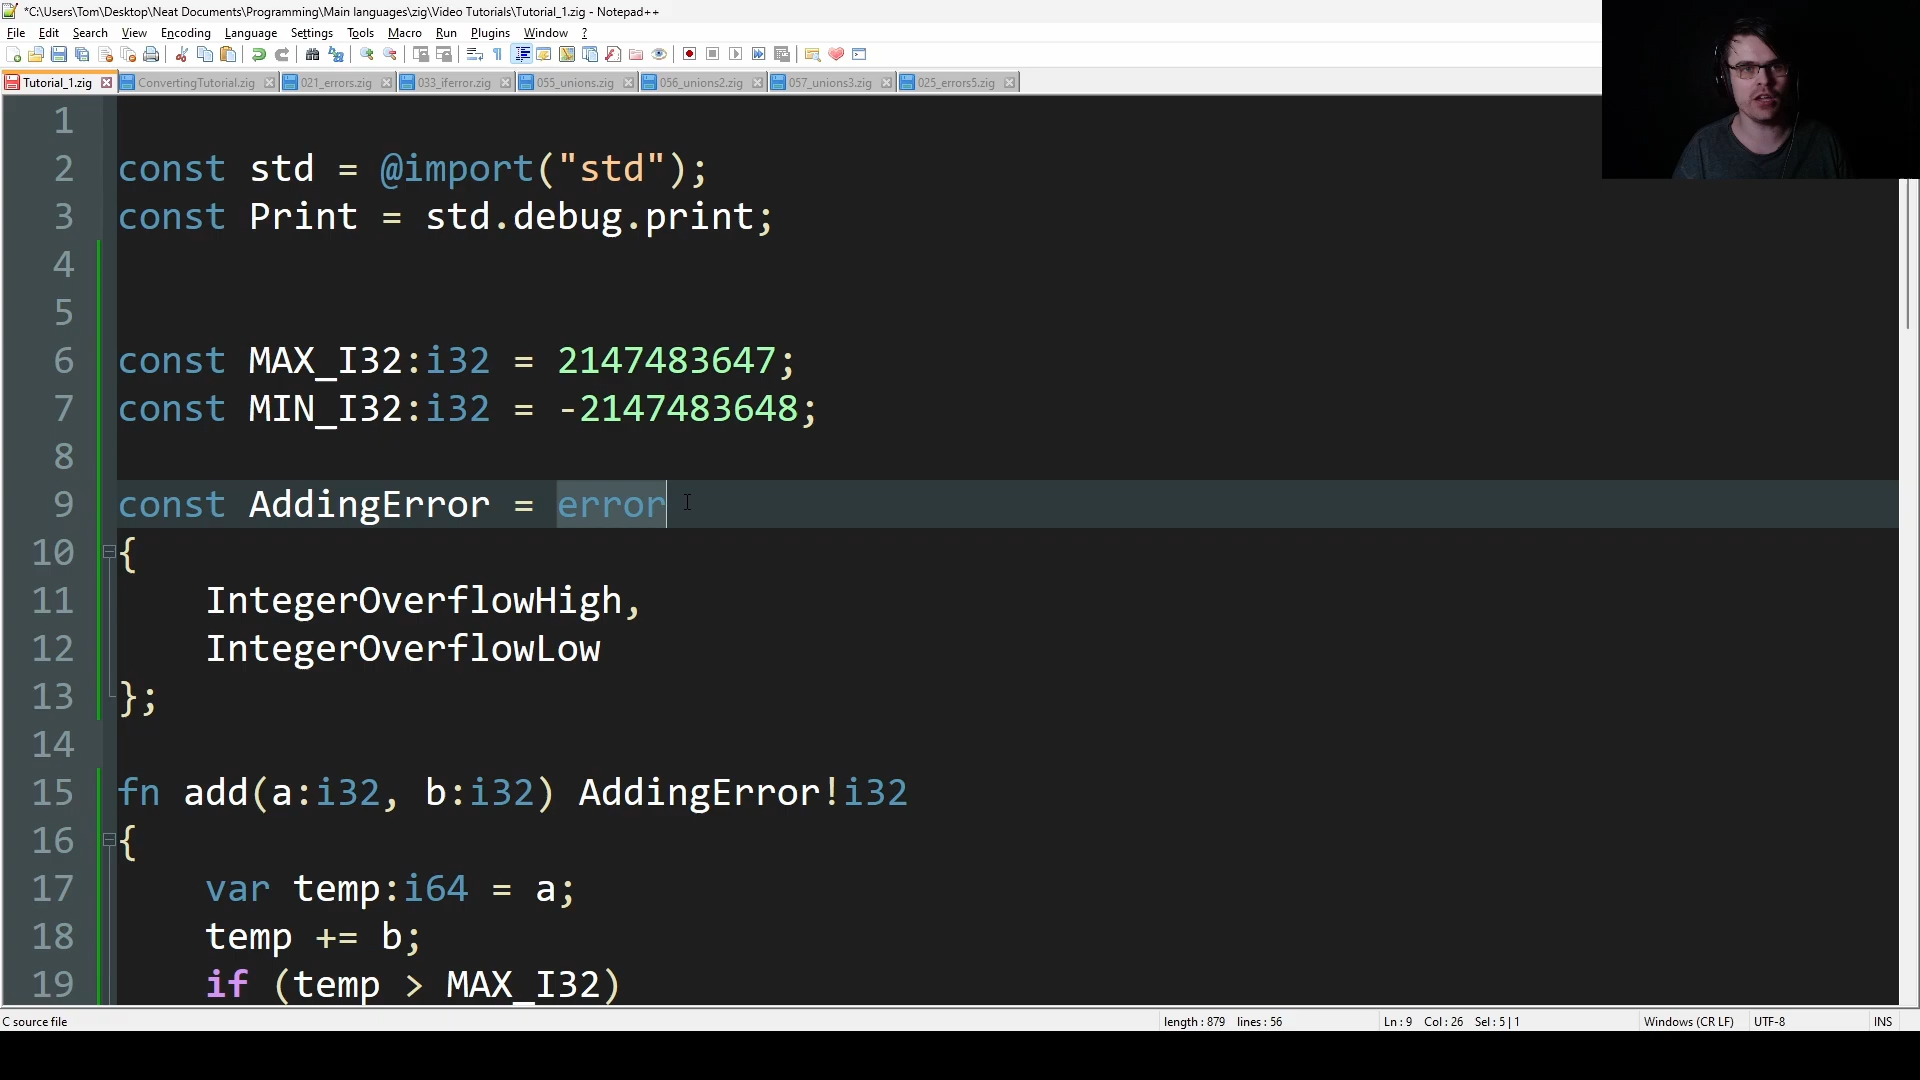 *C:\Users\Tom\Desktop\Neat Documents\Programming\Main languages\zig\Video Tutorials\Tutorial_1.zig - Notepad++
File Edit Search View Encoding Language Settings Tools Macro Run Plugins Window ?
Tutorial_1.zig ConvertingTutorial.zig 021_errors.zig 033_iferror.zig 055_unions.zig 056_unions2.zig 057_unions3.zig 025_errors5.zig
1
2 const std = @import("std");
3 const Print = std.debug.print;
4
5
6 const MAX_I32:i32 = 2147483647;
7 const MIN_I32:i32 = -2147483648;
8
9 const AddingError = error
10 {
11 IntegerOverflowHigh,
12 IntegerOverflowLow
13 };
14
15 fn add(a:i32, b:i32) AddingError!i32
16 {
17 var temp:i64 = a;
18 temp += b;
19 if (temp > MAX_I32)
C source file length : 879 lines : 56 Ln : 9 Col : 26 Sel : 5 | 1 Windows (CR LF) UTF-8 INS